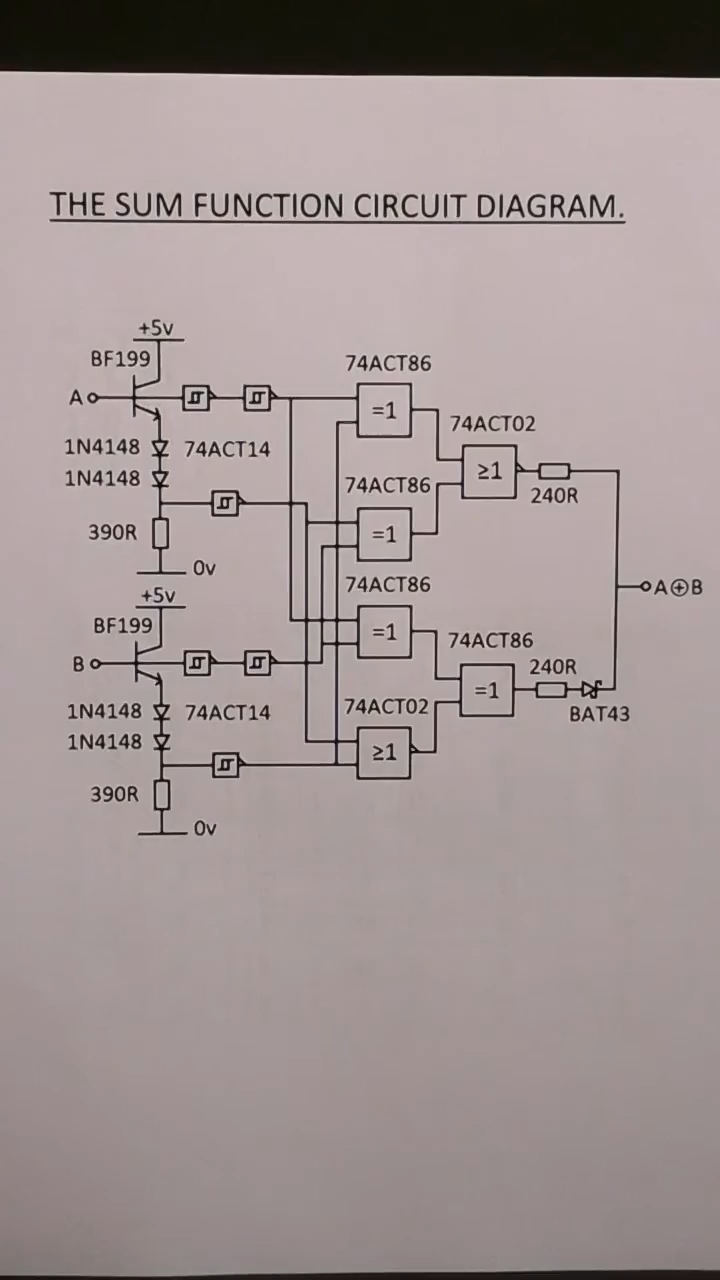 THE SUM FUNCTION CIRCUIT DIAGRAM.
+5v
BF199
A
1N4148
74ACT14
1N4148
390R
0v
+5v
BF199
B
1N4148
74ACT14
1N4148
390R
0v
74ACT86
=1
74ACT86
=1
74ACT86
=1
74ACT02
≥1
74ACT02
≥1
240R
74ACT86
=1
240R
BAT43
A⊕B